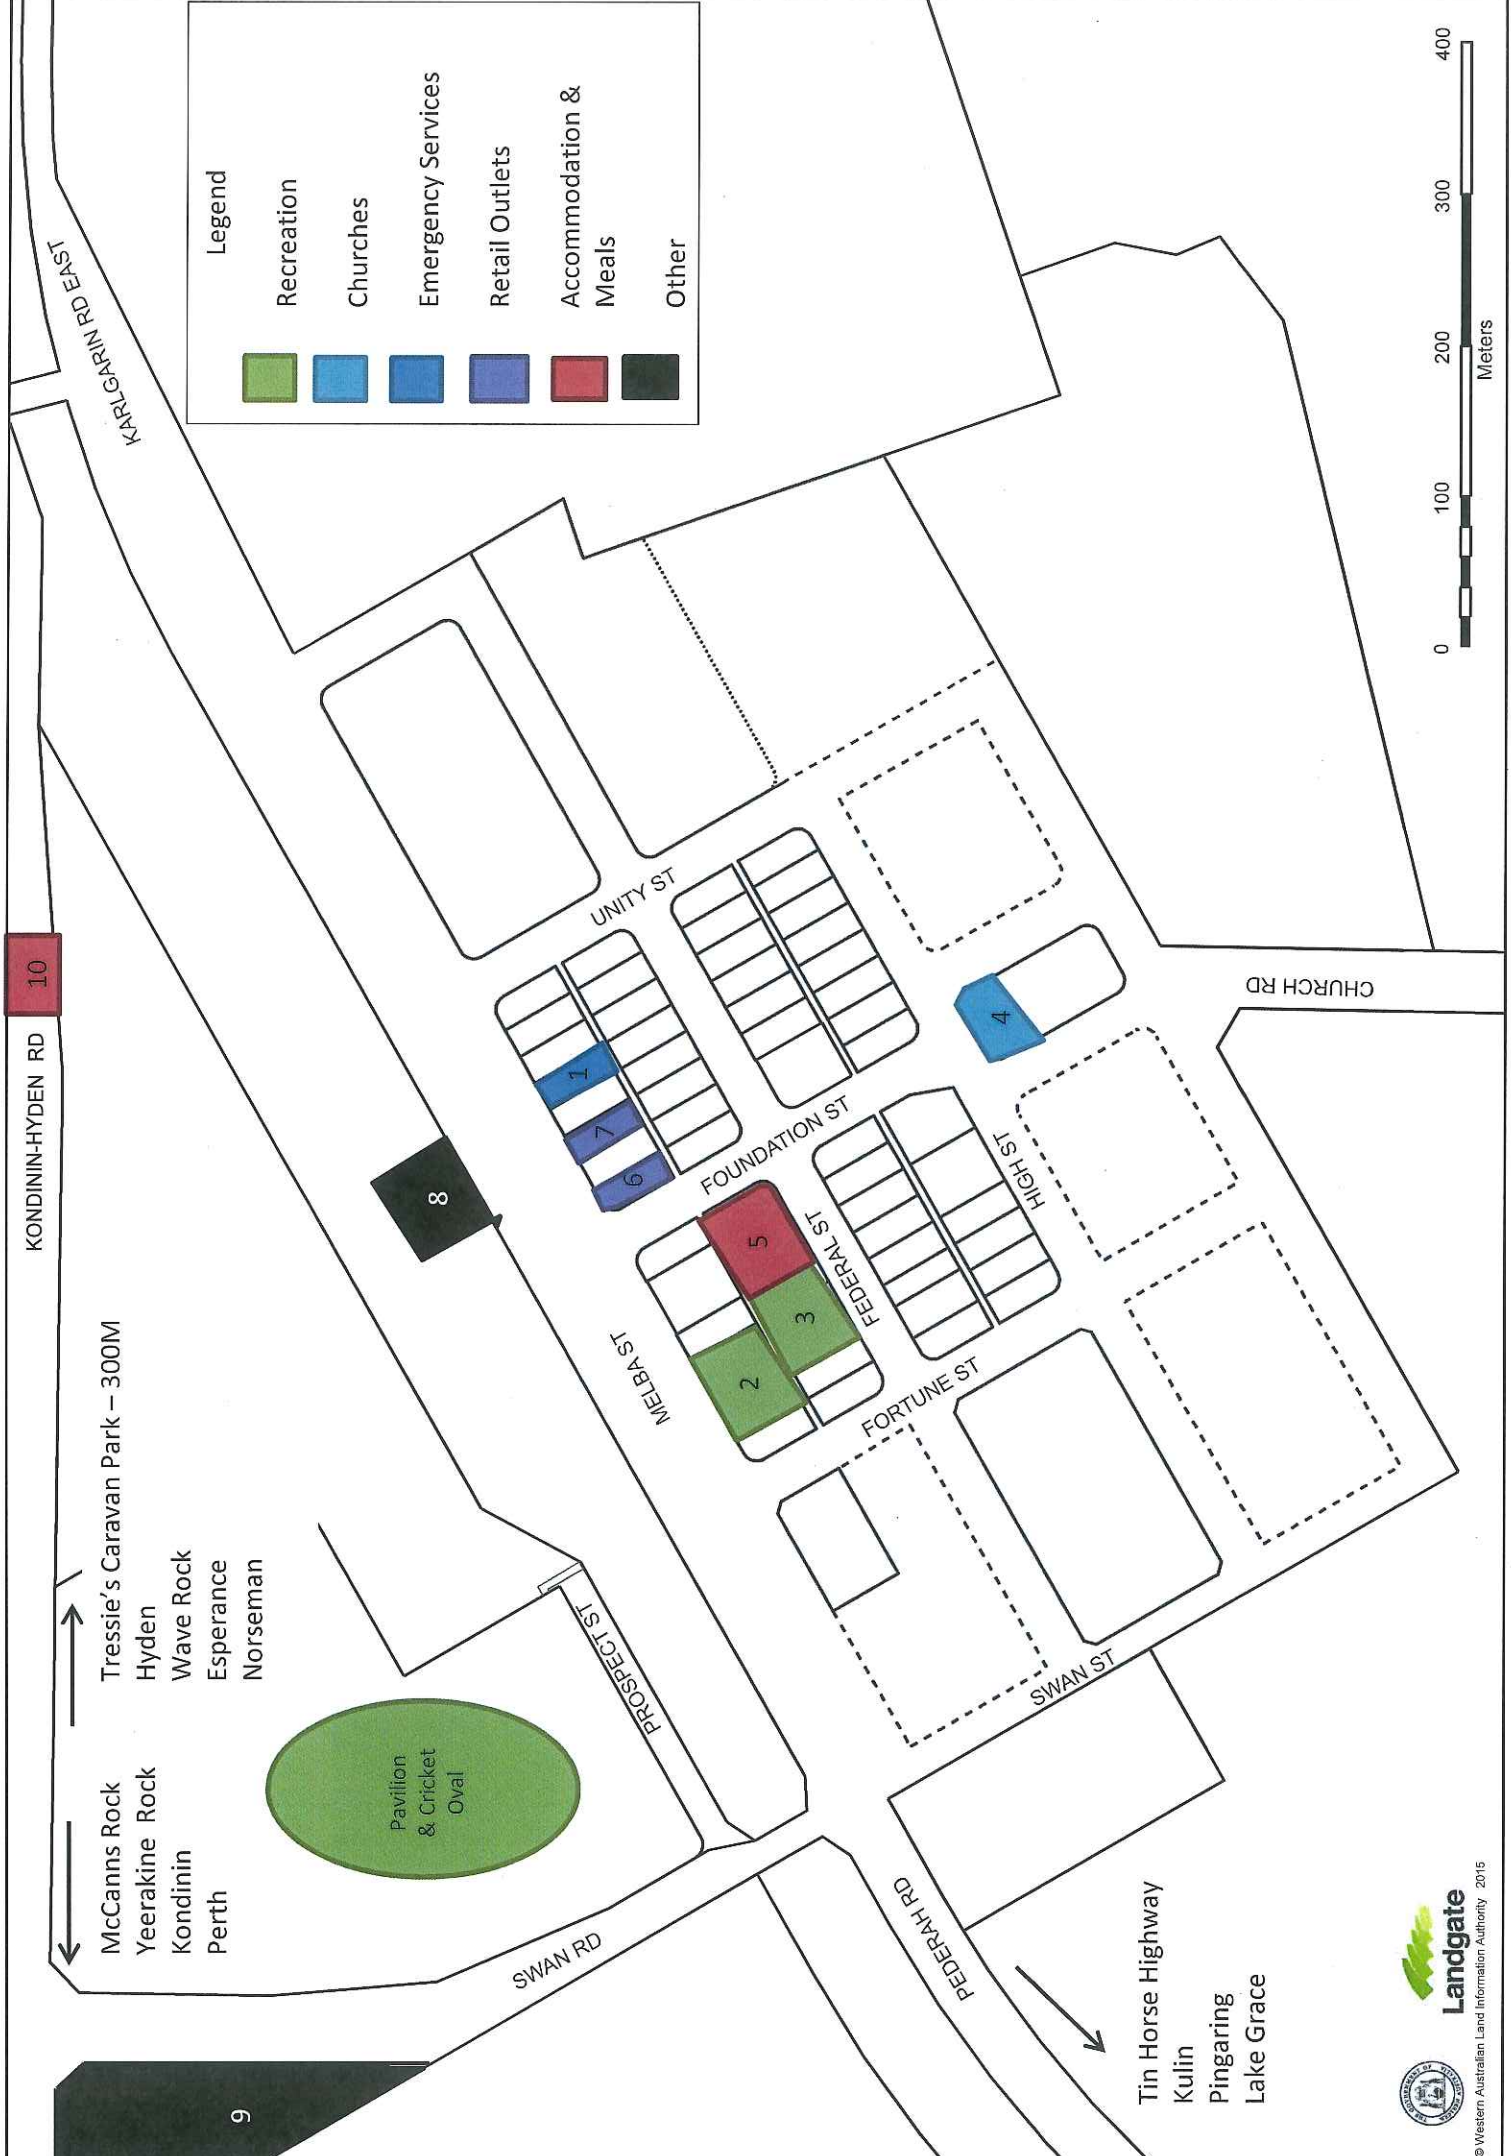 KONDININ-HYDEN RD
10
KARLGARIN RD EAST
McCanns Rock
Yeerakine Rock
Kondinin
Perth
Tressie's Caravan Park – 300M
Hyden
Wave Rock
Esperance
Norseman
Legend
Recreation
Churches
Emergency Services
Retail Outlets
Accommodation &
Meals
Other
9
Pavilion
& Cricket
Oval
8
PROSPECT ST
SWAN RD
MELBA ST
UNITY ST
1
7
6
5
3
2
4
FOUNDATION ST
FEDERAL ST
HIGH ST
FORTUNE ST
SWAN ST
PEDERAH RD
CHURCH RD
Tin Horse Highway
Kulin
Pingaring
Lake Grace
Landgate
© Western Australian Land Information Authority 2015
0
100
200
300
400
Meters